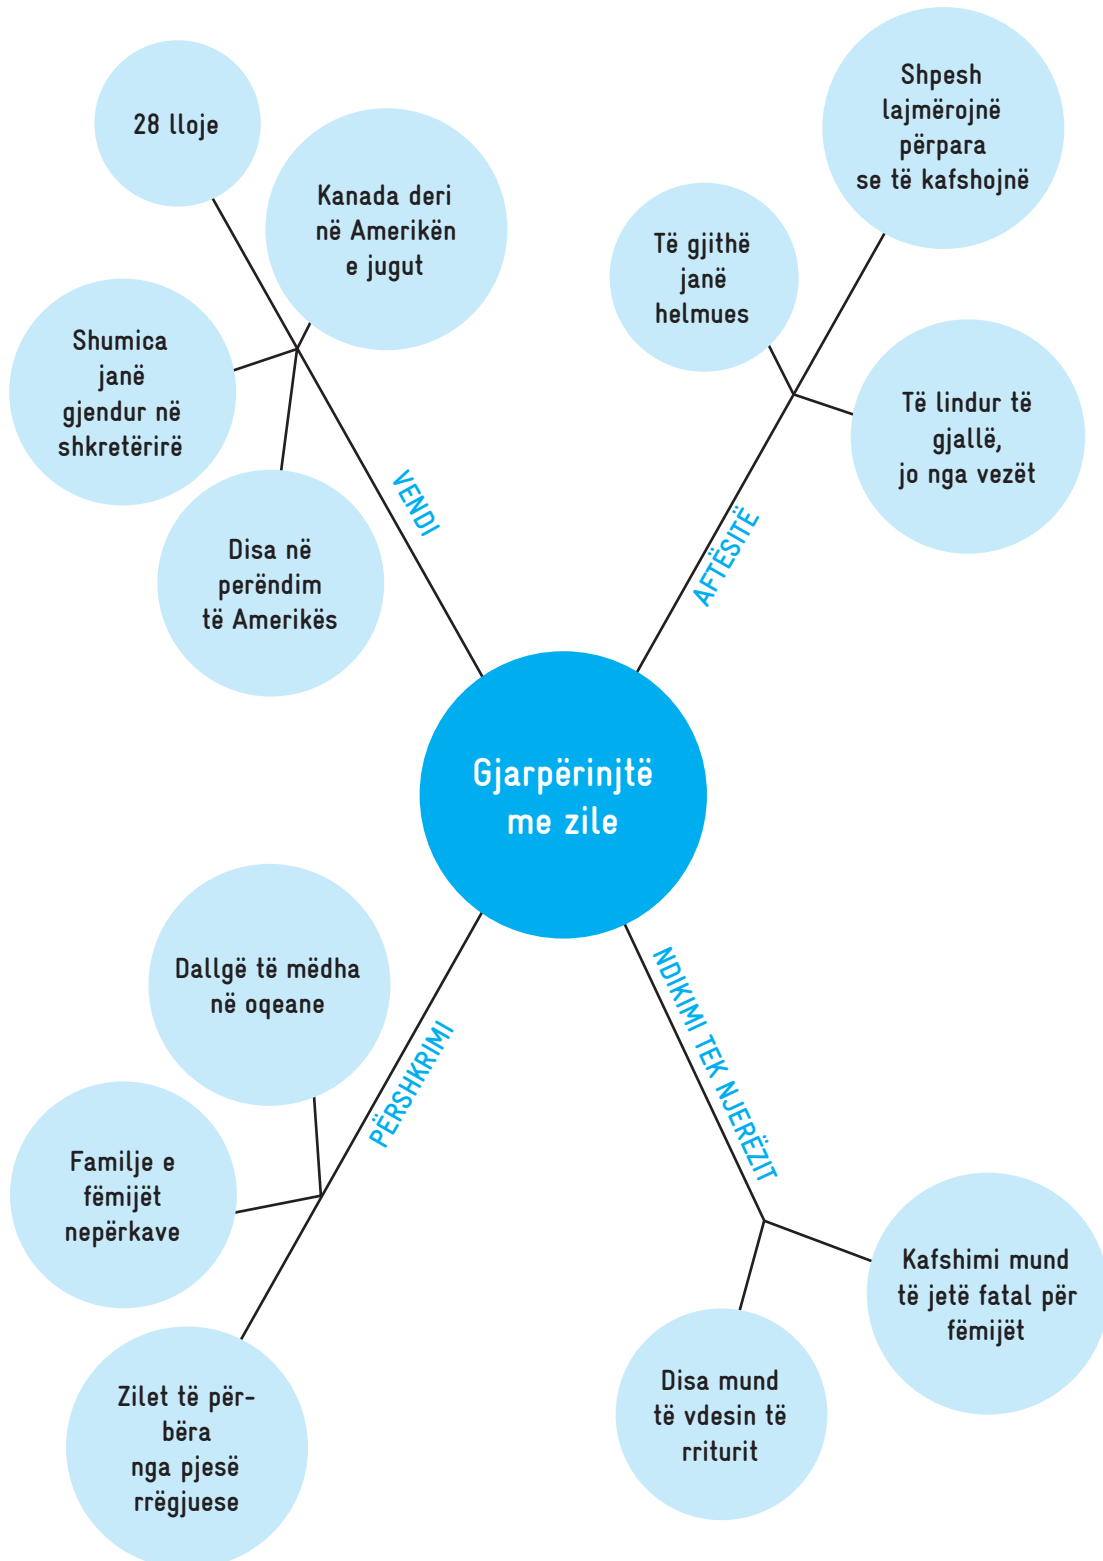 28 lloje
Kanada deri
në Amerikën
e jugut
Shumica
janë
gjendur në
shkretërirë
Disa në
perëndim
të Amerikës
VENDI
Shpesh
lajmërojnë
përpara
se të kafshojnë
Të gjithë
janë
helmues
Të lindur të
gjallë,
jo nga vezët
AFTËSITË
Gjarpërinjtë
me zile
Dallgë të mëdha
në oqeane
Familje e
fëmijët
nepërkave
Zilet të për-
bëra
nga pjesë
rrëgjuese
PËRSHKRIMI
NDIKIMI TEK NJERËZIT
Kafshimi mund
të jetë fatal për
fëmijët
Disa mund
të vdesin të
rriturit